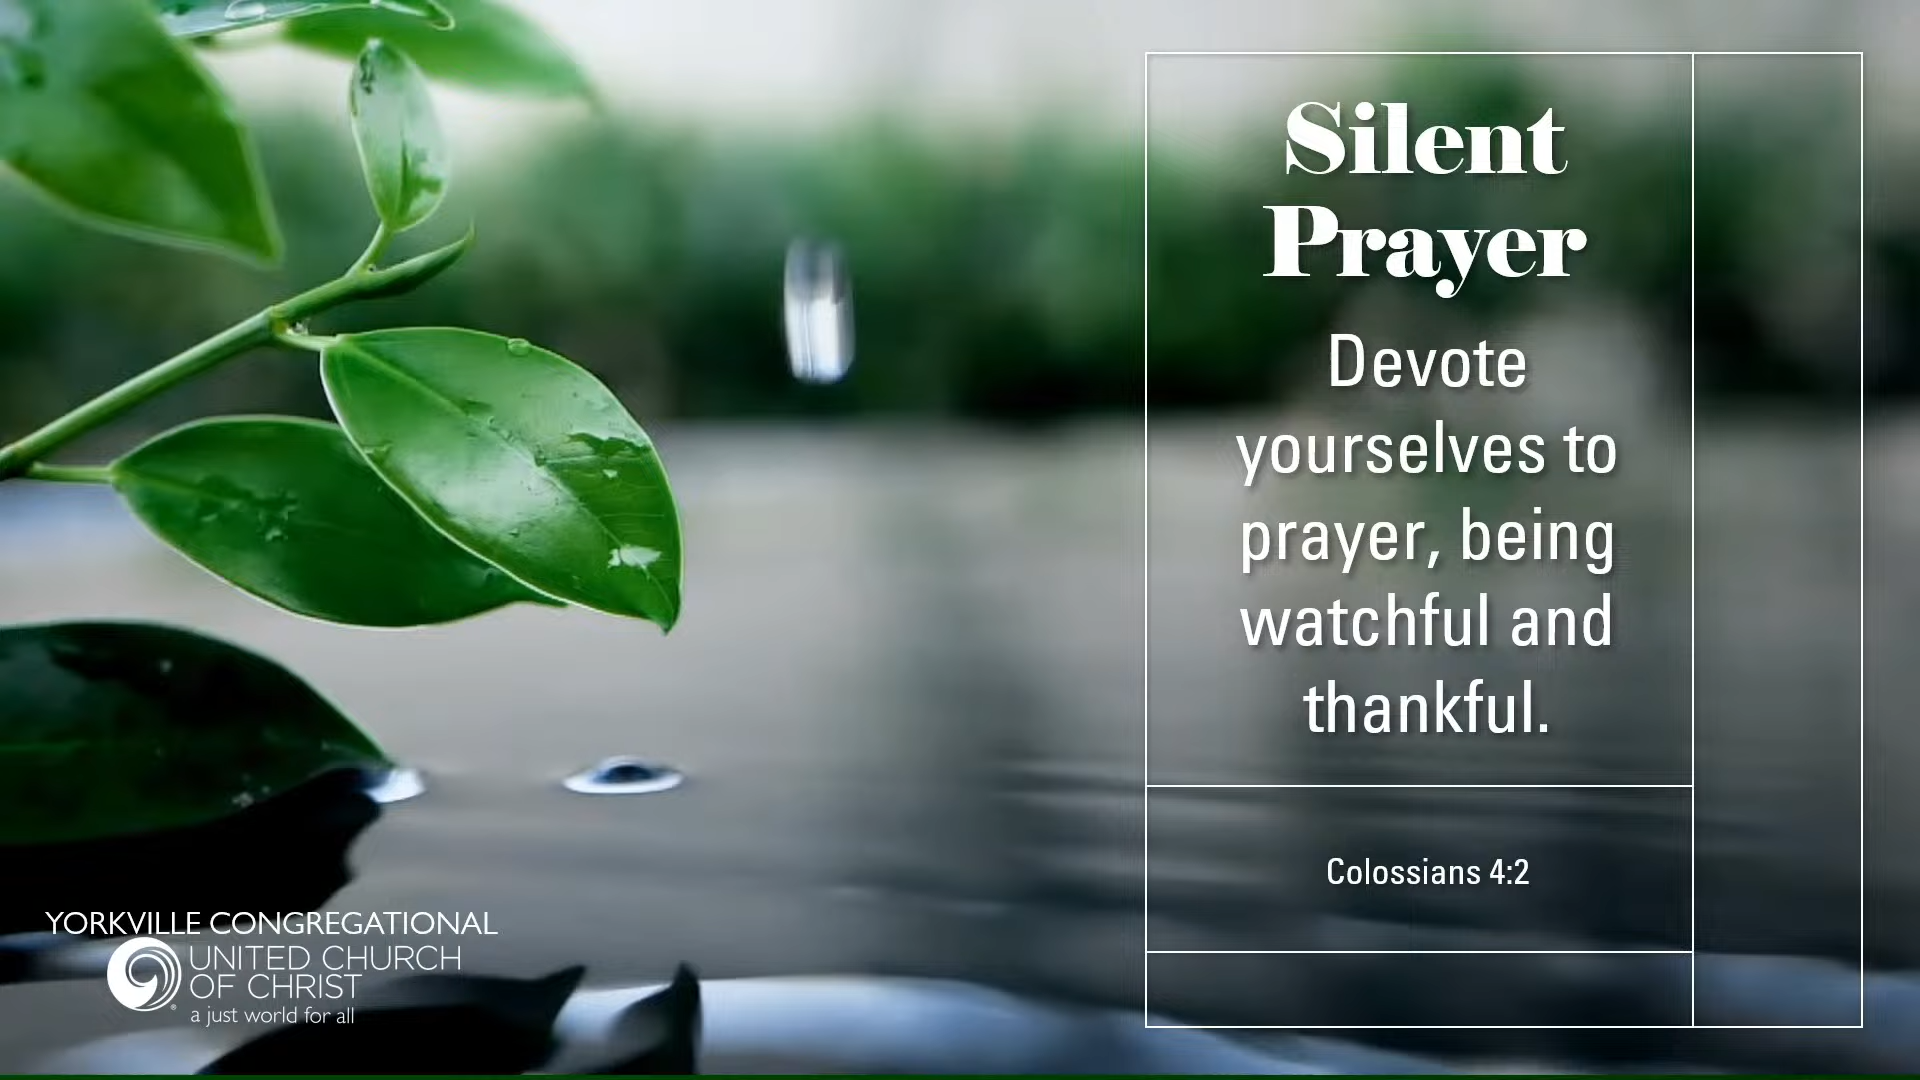 Silent
Prayer
Devote
yourselves to
prayer, being
watchful and
thankful.
Colossians 4:2
YORKVILLE CONGREGATIONAL
UNITED CHURCH
OF CHRIST
a just world for all